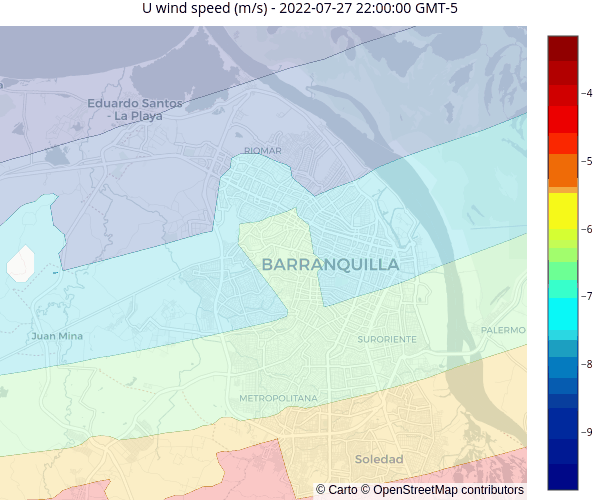 U wind speed (m/s) - 2022-07-27 22:00:00 GMT-5
−4
Eduardo Santos
- La Playa
RIOMAR
−5
−6
BARRANQUILLA
−7
PALERMO
Juan Mina
SURORIENTE
−8
METROPOLITANA
−9
Soledad
© Carto © OpenStreetMap contributors